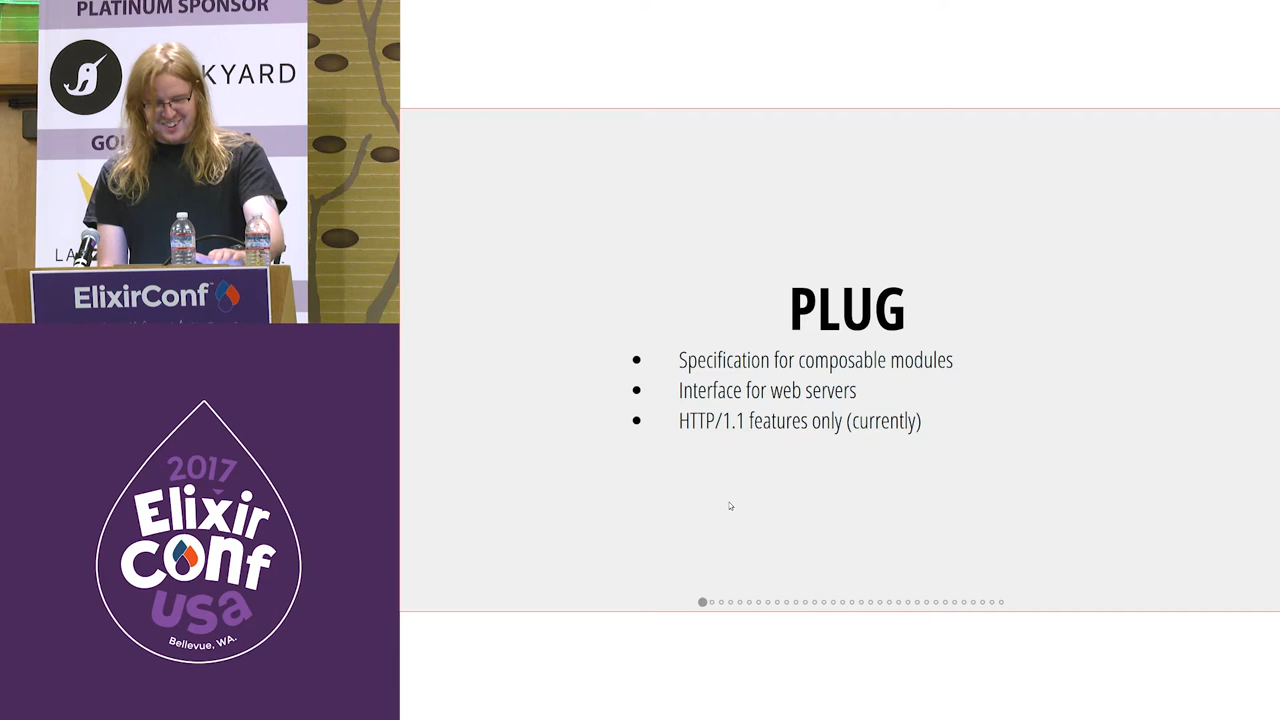 PLATINUM SPONSOR
KYARD
ElixirConf
2017
Elixir
Conf
USA
Bellevue, WA.
PLUG
• Specification for composable modules
• Interface for web servers
• HTTP/1.1 features only (currently)